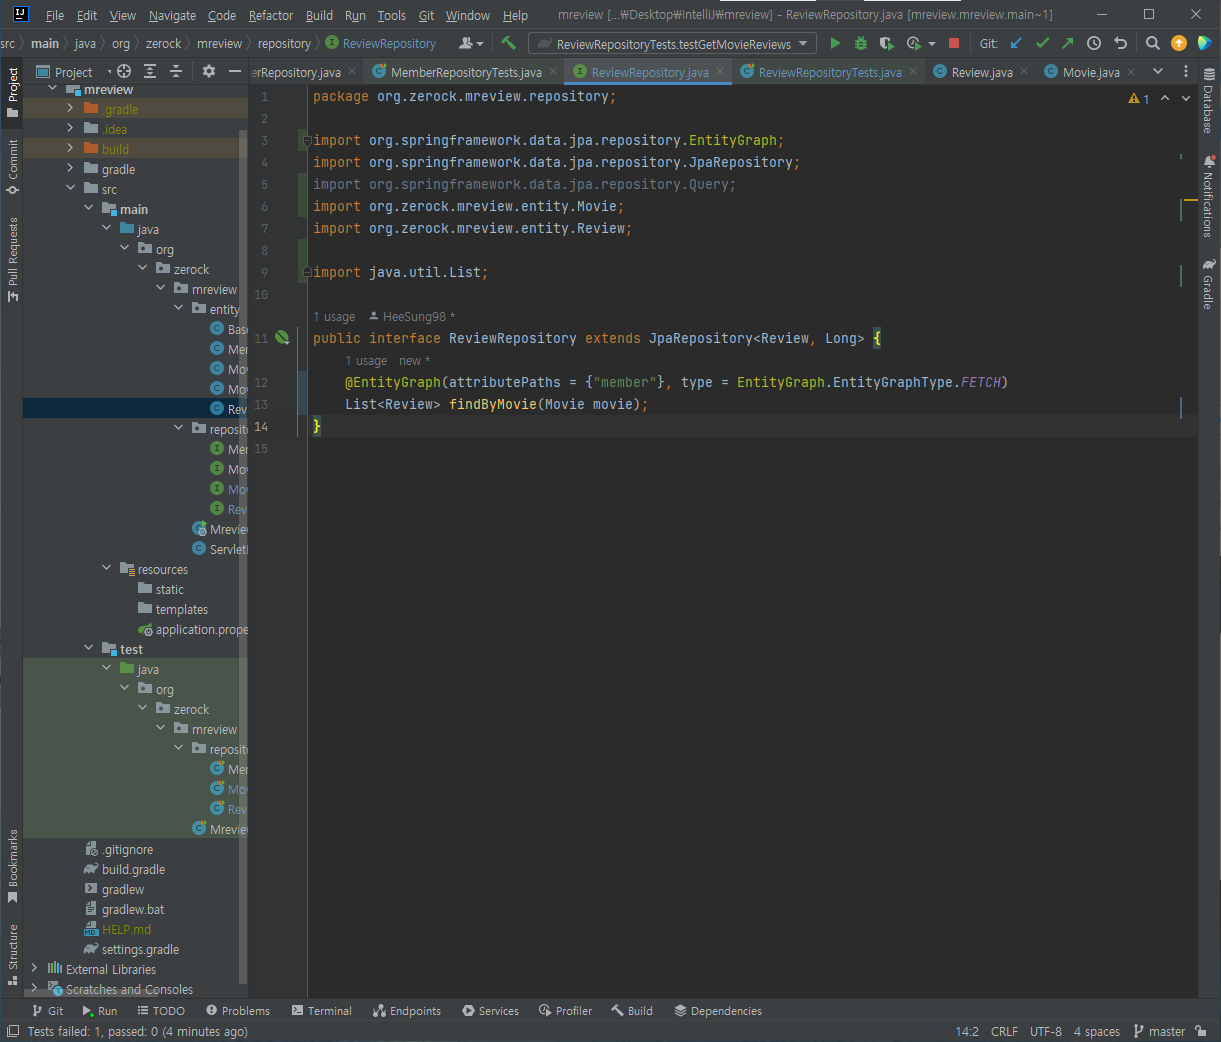 File Edit View Navigate Code Refactor Build Run Tools Git Window Help mreview [...₩Desktop₩IntelliJ₩mreview] - ReviewRepository.java [mreview.mreview.main~1]
src main java org zerock mreview repository ReviewRepository ReviewRepositoryTests.testGetMovieReviews Git:
Project erRepository.java MemberRepositoryTests.java ReviewRepository.java ReviewRepositoryTests.java Review.java Movie.java
Project
Commit
Pull Requests
Bookmarks
Structure
mreview
.gradle
.idea
build
gradle
src
main
java
org
zerock
mreview
entity
Base
Mem
Mo
Mo
Rev
reposito
Mer
Mo
Mo
Rev
Mrevie
Servlet
resources
static
templates
application.prope
test
java
org
zerock
mreview
reposito
Mer
Mo
Rev
Mreview
.gitignore
build.gradle
gradlew
gradlew.bat
HELP.md
settings.gradle
External Libraries
Scratches and Consoles
1 package org.zerock.mreview.repository;
2
3 import org.springframework.data.jpa.repository.EntityGraph;
4 import org.springframework.data.jpa.repository.JpaRepository;
5 import org.springframework.data.jpa.repository.Query;
6 import org.zerock.mreview.entity.Movie;
7 import org.zerock.mreview.entity.Review;
8
9 import java.util.List;
10
1 usage HeeSung98 *
11 public interface ReviewRepository extends JpaRepository<Review, Long> {
1 usage new *
12 @EntityGraph(attributePaths = {"member"}, type = EntityGraph.EntityGraphType.FETCH)
13 List<Review> findByMovie(Movie movie);
14 }
15
1
Database
Notifications
Gradle
Git Run TODO Problems Terminal Endpoints Services Profiler Build Dependencies
Tests failed: 1, passed: 0 (4 minutes ago) 14:2 CRLF UTF-8 4 spaces master